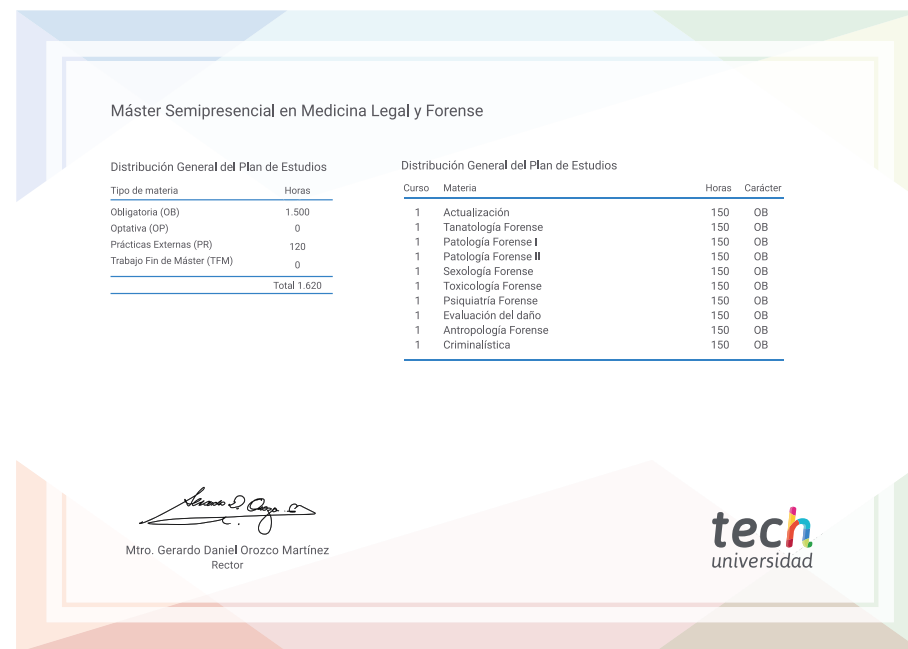 Máster Semipresencial en Medicina Legal y Forense
Distribución General del Plan de Estudios
Tipo de materia Horas
Obligatoria (OB) 1.500
Optativa (OP) 0
Prácticas Externas (PR) 120
Trabajo Fin de Máster (TFM) 0
Total 1.620
Distribución General del Plan de Estudios
Curso Materia Horas Carácter
1 Actualización 150 OB
1 Tanatología Forense 150 OB
1 Patología Forense I 150 OB
1 Patología Forense II 150 OB
1 Sexología Forense 150 OB
1 Toxicología Forense 150 OB
1 Psiquiatría Forense 150 OB
1 Evaluación del daño 150 OB
1 Antropología Forense 150 OB
1 Criminalística 150 OB
Mtro. Gerardo Daniel Orozco Martínez
Rector
tech
universidad